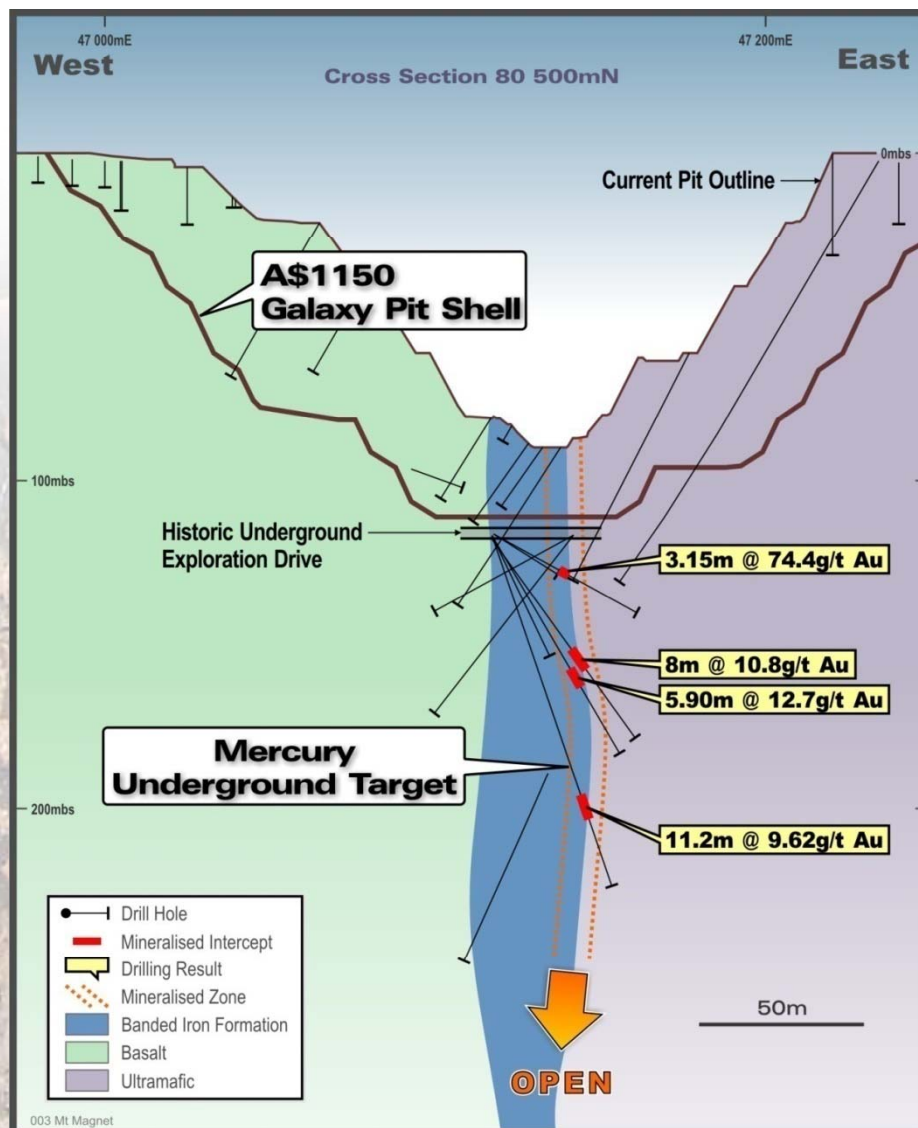 47 000mE
47 200mE
West
East
Cross Section 80 500mN
0mbs
Current Pit Outline
A$1150
Galaxy Pit Shell
100mbs
Historic Underground
Exploration Drive
3.15m @ 74.4g/t Au
8m @ 10.8g/t Au
5.90m @ 12.7g/t Au
Mercury
Underground Target
200mbs
11.2m @ 9.62g/t Au
Drill Hole
Mineralised Intercept
Drilling Result
Mineralised Zone
Banded Iron Formation
Basalt
Ultramafic
50m
OPEN
003 Mt Magnet